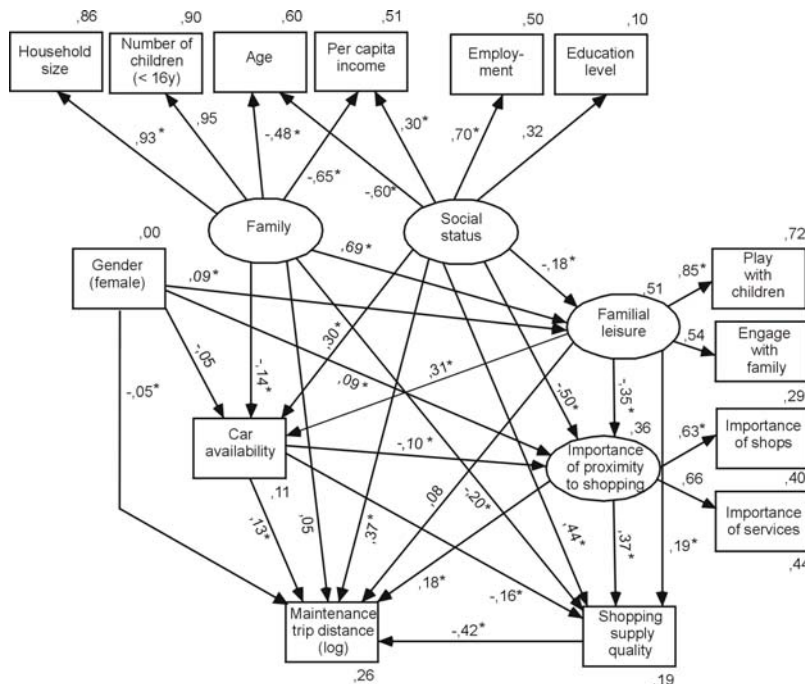 ,86
,90
,60
,51
,50
,10
Household
size
Number of
children
(< 16y)
Age
Per capita
income
Employ-
ment
Education
level
,93*
,95
-,48*
-,65*
-,60*
,30*
,70*
,32
Family
Social
status
,00
Gender
(female)
,09*
,69*
-,18*
,51
Familial
leisure
,85*
,72
Play
with
children
,54
Engage
with
family
,29
-,05
-,14*
,30*
,09*
,31*
-,50*
-,35*
-,05*
Car
availability
,11
-,10*
,36
Importance
of proximity
to shopping
,63*
Importance
of shops
,40
,66
Importance
of services
,44
,13*
,05
,37*
,08
-,20*
,44*
,37*
,19*
,18*
-,16*
Maintenance
trip distance
(log)
,26
-,42*
Shopping
supply
quality
,19